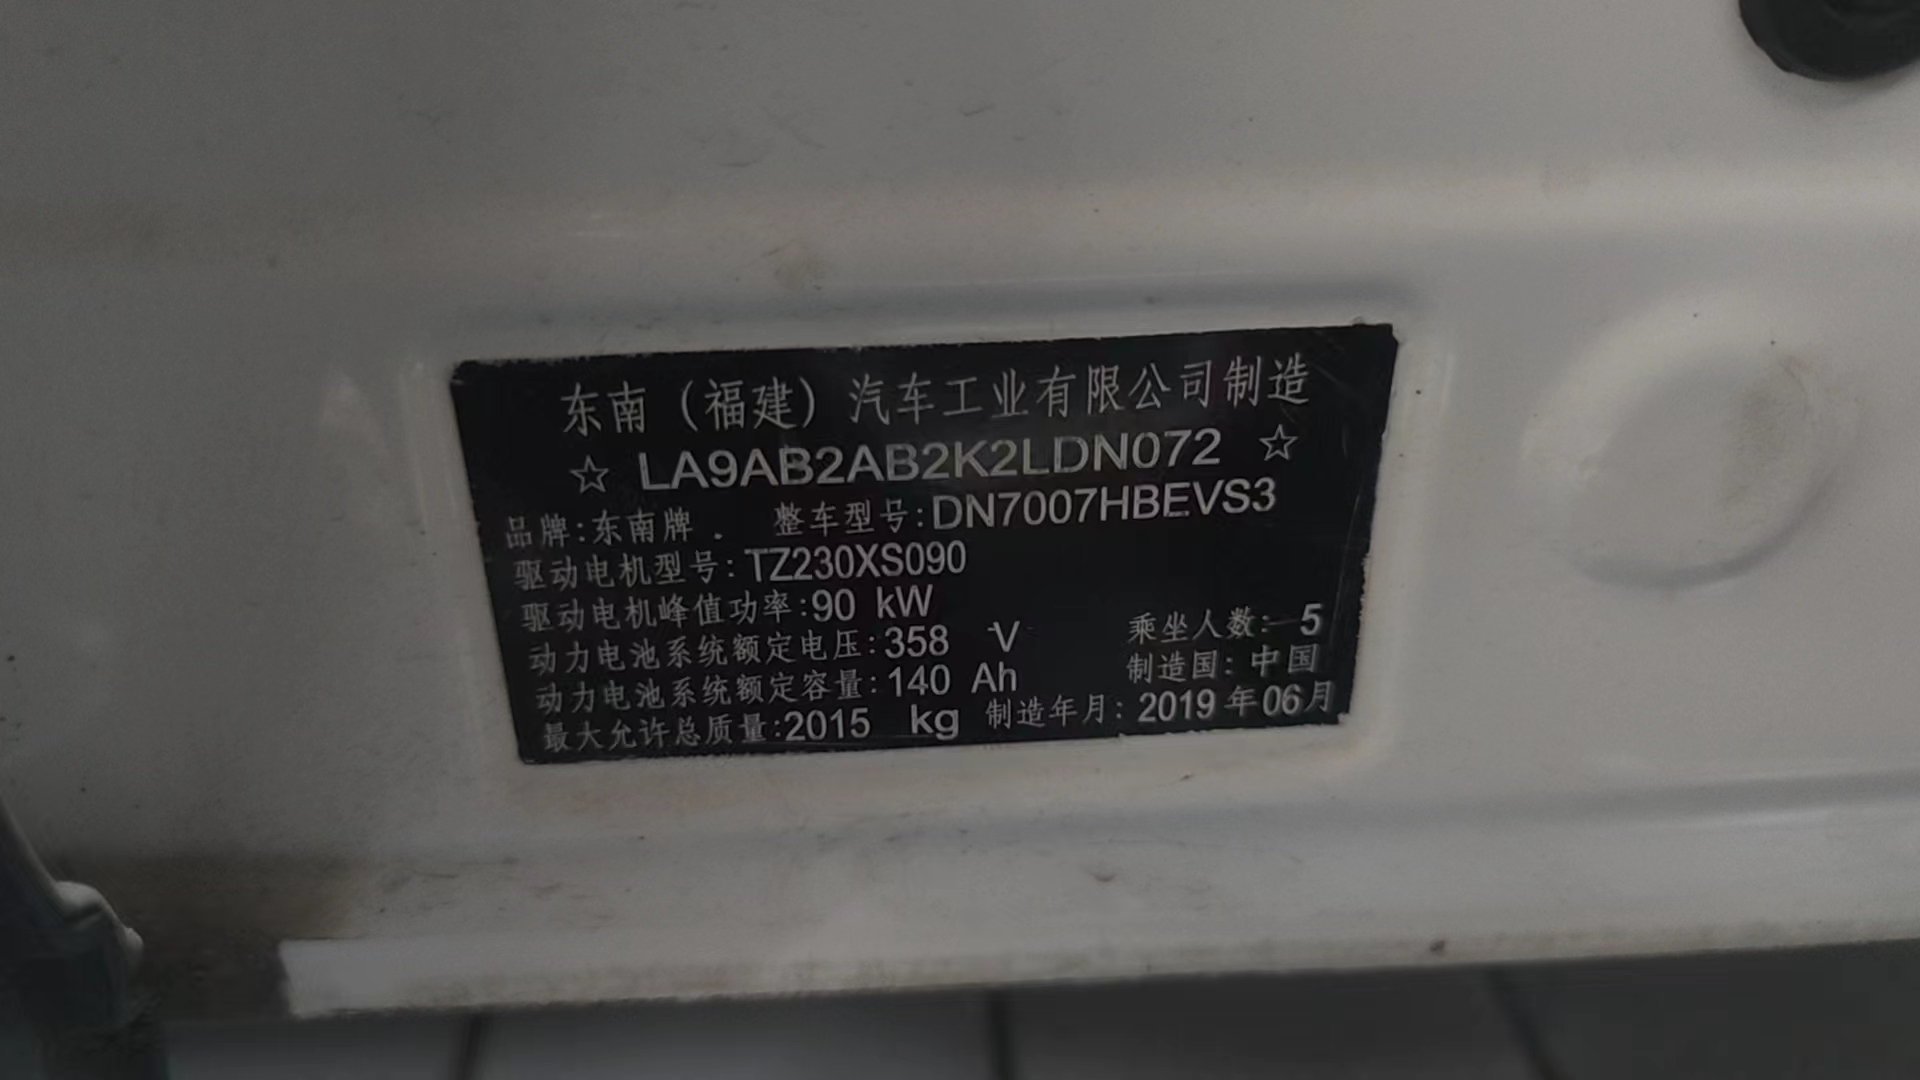 东南（福建）汽车工业有限公司制造
☆ LA9AB2AB2K2LDN072 ☆
品牌:东南牌 . 整车型号:DN7007HBEVS3
驱动电机型号:TZ230XS090
驱动电机峰值功率:90 kW
动力电池系统额定电压:358 V 乘坐人数: 5
动力电池系统额定容量:140 Ah 制造国: 中国
最大允许总质量:2015 kg 制造年月: 2019年06月